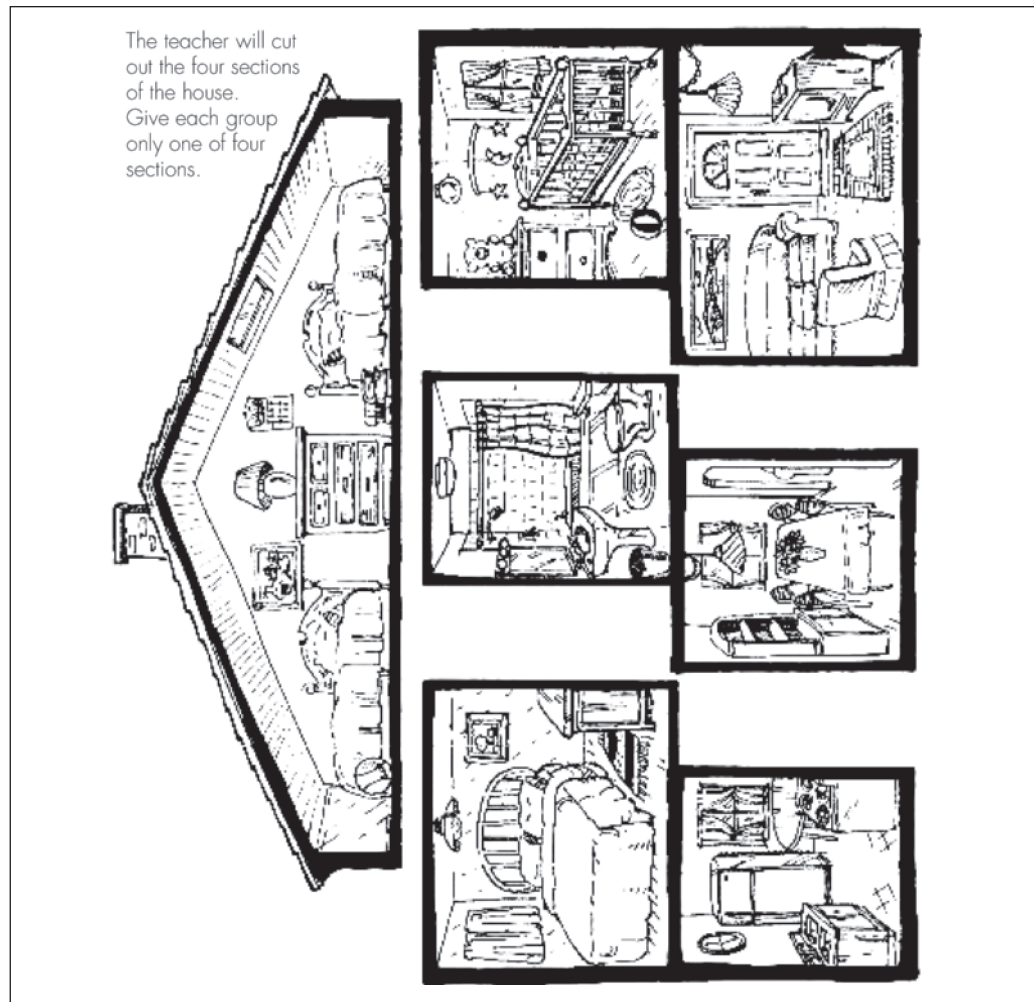 The teacher will cut
out the four sections
of the house.
Give each group
only one of four
sections.